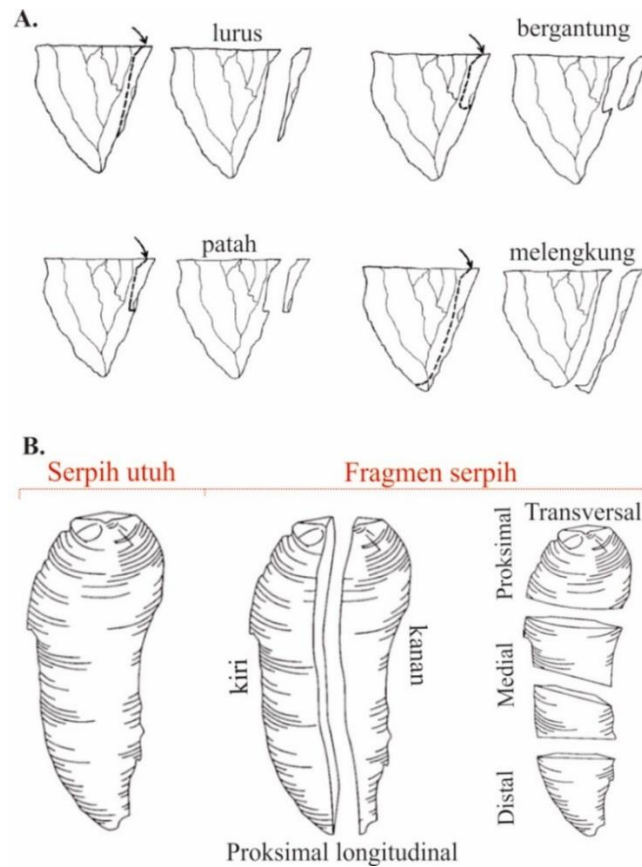 A.
lurus
bergantung
patah
melengkung
B.
Serpih utuh
Fragmen serpih
kiri
kanan
Proksimal longitudinal
Transversal
Proksimal
Medial
Distal